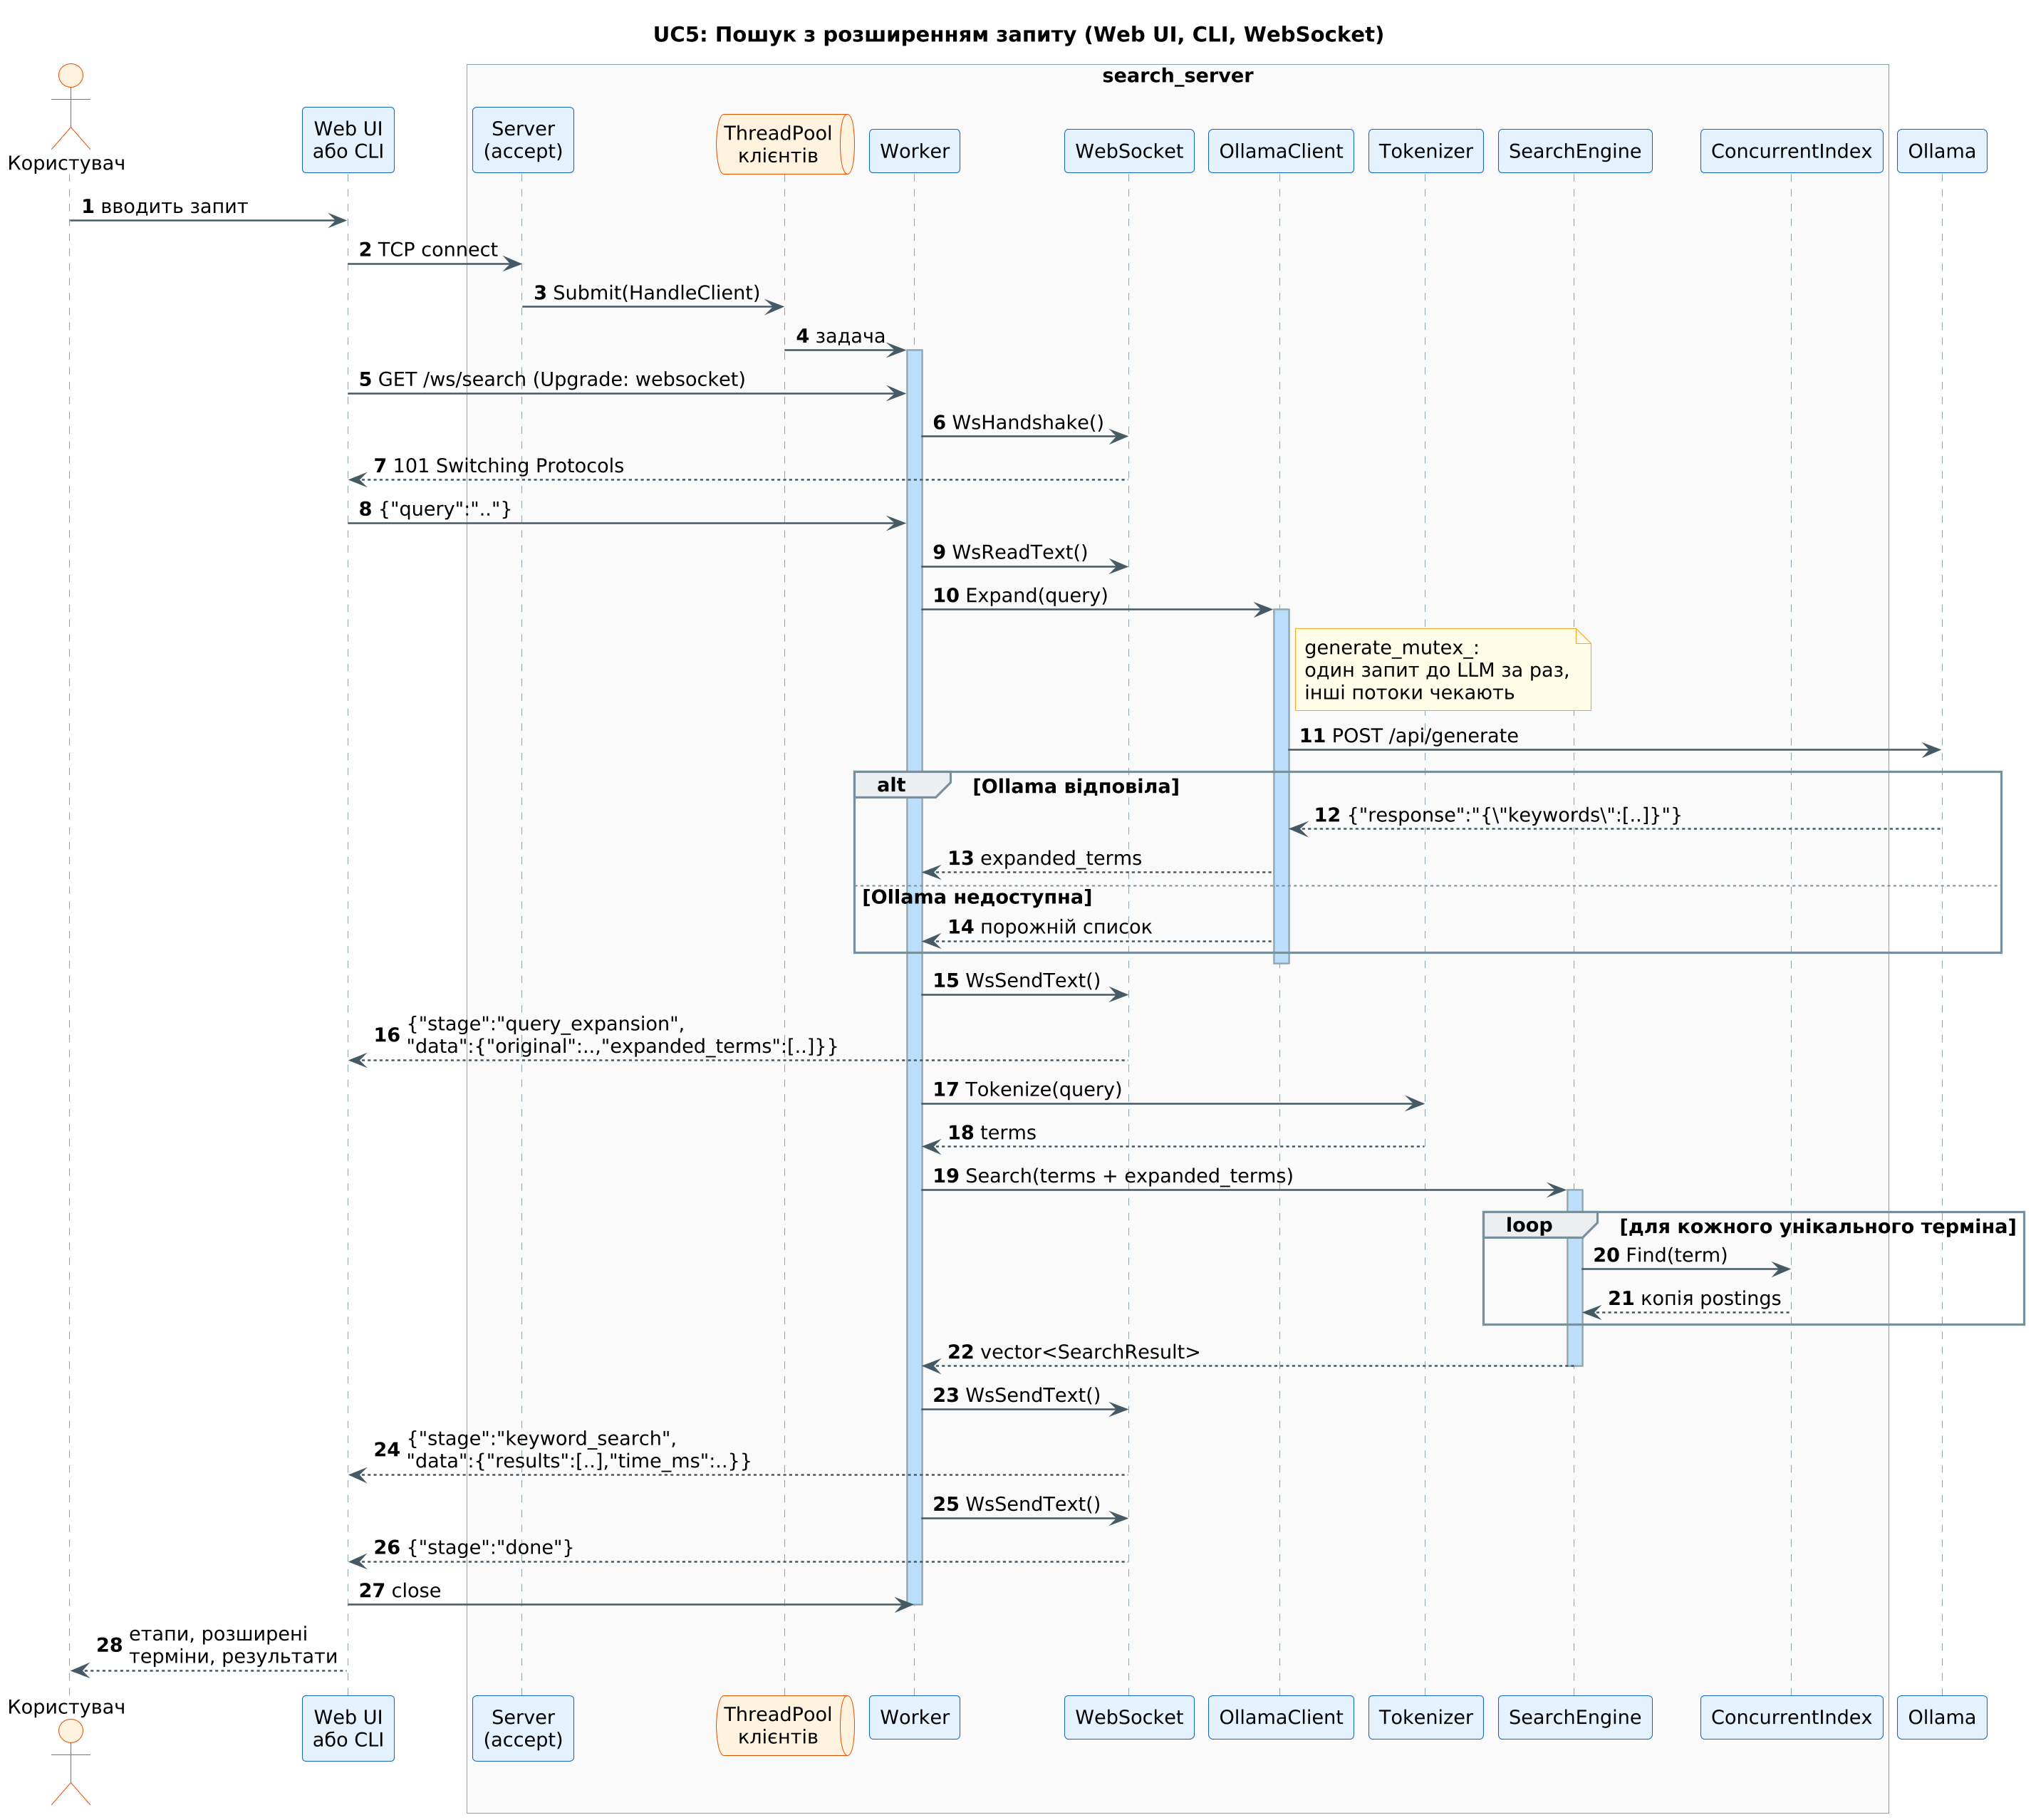 UC5: Пошук з розширенням запиту (Web UI, CLI, WebSocket)
search_server
Користувач
Web UI
або CLI
Server
(accept)
ThreadPool
клієнтів
Worker
WebSocket
OllamaClient
Tokenizer
SearchEngine
ConcurrentIndex
Ollama
1 вводить запит
2 TCP connect
3 Submit(HandleClient)
4 задача
5 GET /ws/search (Upgrade: websocket)
6 WsHandshake()
7 101 Switching Protocols
8 {"query":".."}
9 WsReadText()
10 Expand(query)
generate_mutex_:
один запит до LLM за раз,
інші потоки чекають
11 POST /api/generate
alt [Ollama відповіла]
12 {"response":"{\"keywords\":[..]}"}
13 expanded_terms
[Ollama недоступна]
14 порожній список
15 WsSendText()
16 {"stage":"query_expansion",
"data":{"original":..,"expanded_terms":[..]}}
17 Tokenize(query)
18 terms
19 Search(terms + expanded_terms)
loop [для кожного унікального терміна]
20 Find(term)
21 копія postings
22 vector<SearchResult>
23 WsSendText()
24 {"stage":"keyword_search",
"data":{"results":[..],"time_ms":..}}
25 WsSendText()
26 {"stage":"done"}
27 close
28 етапи, розширені
терміни, результати
Користувач
Web UI
або CLI
Server
(accept)
ThreadPool
клієнтів
Worker
WebSocket
OllamaClient
Tokenizer
SearchEngine
ConcurrentIndex
Ollama